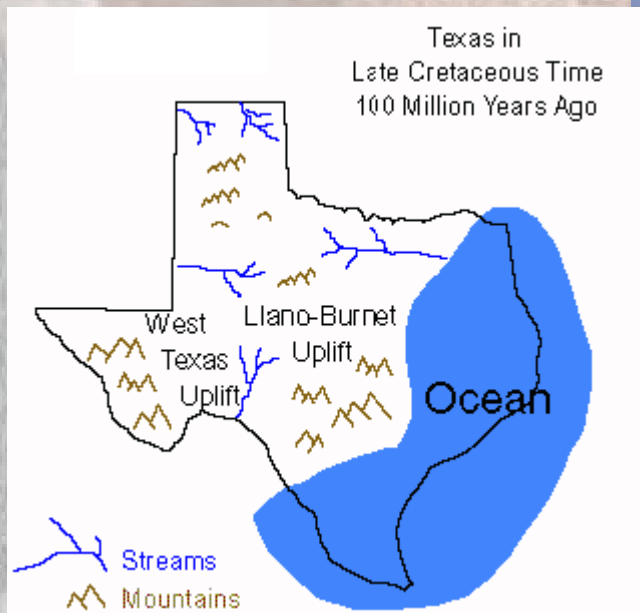 Texas in
Late Cretaceous Time
100 Million Years Ago
West
Texas
Uplift
Llano-Burnet
Uplift
Ocean
Streams
Mountains